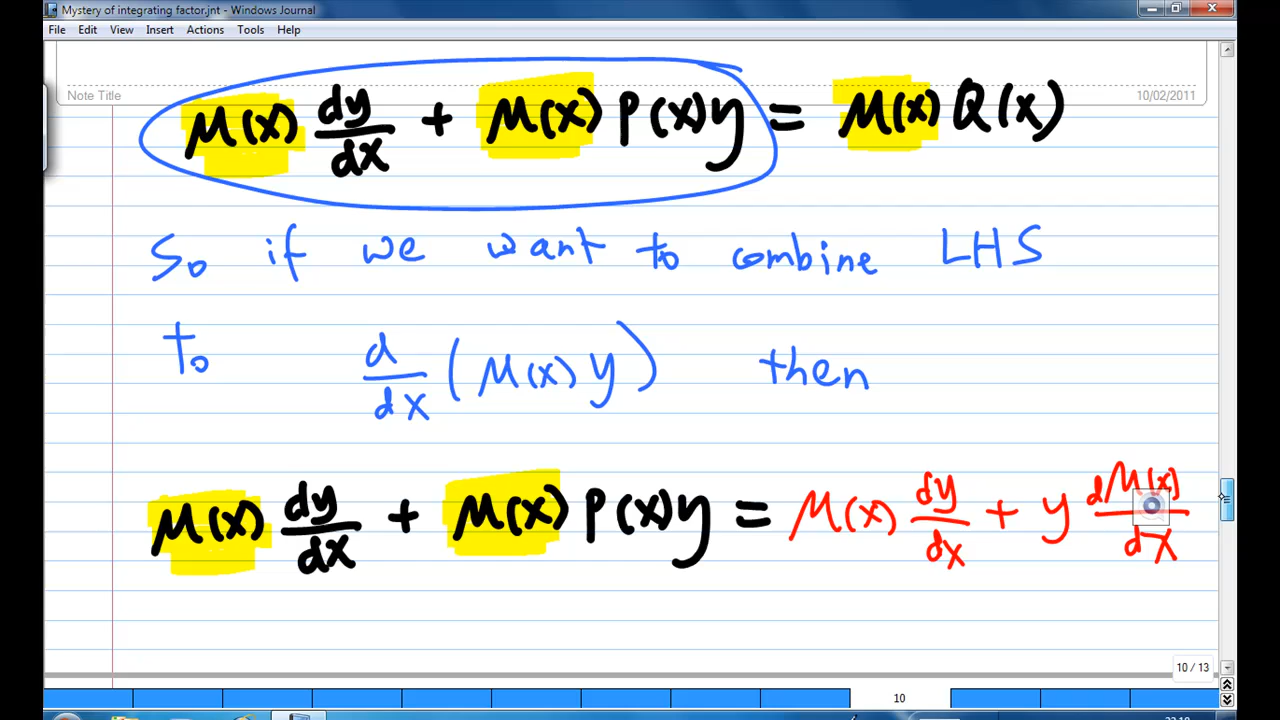 Mystery of integrating factor.jnt - Windows Journal
File Edit View Insert Actions Tools Help
Note Title 10/02/2011
μ(x) dy/dx + μ(x) P(x)y = μ(x) Q(x)
So if we want to combine LHS
to d/dx (μ(x) y) then
μ(x) dy/dx + μ(x) P(x)y = μ(x) dy/dx + y dμ(x)/dx
10 / 13
10